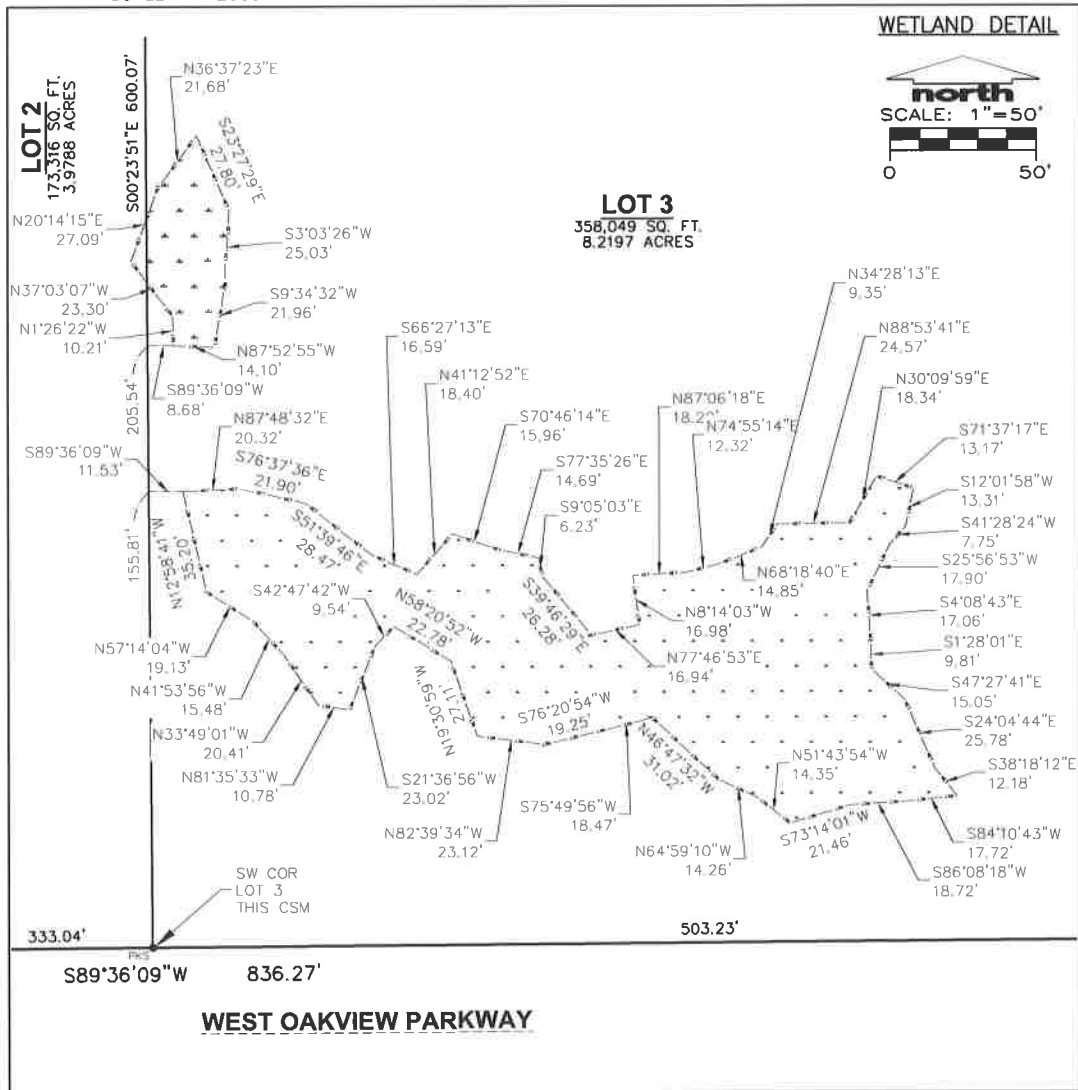 WETLAND DETAIL
north
SCALE: 1"=50'
0 50'
LOT 2
173,316 SQ. FT.
3.9788 ACRES
S00°23'51"E 600.07'
N36°37'23"E
21,68'
S23°27'29"E
27.80'
N20°14'15"E
27.09'
S3°03'26"W
25,03'
N37°03'07"W
23,30'
S9°34'32"W
21,96'
N1°26'22"W
10,21'
N87°52'55"W
14,10'
S89°36'09"W
8.68'
205,54'
LOT 3
358,049 SQ. FT.
8.2197 ACRES
S66°27'13"E
16,59'
N41°12'52"E
18,40'
S70°46'14"E
15,96'
S77°35'26"E
14,69'
S9°05'03"E
6,23'
N87°06'18"E
N74°55'14"E
12,32'
N34°28'13"E
9,35'
N88°53'41"E
24,57'
N30°09'59"E
18,34'
S71°37'17"E
13,17'
S12°01'58"W
13,31'
S41°28'24"W
7,75'
S25°56'53"W
17,90'
S4°08'43"E
17,06'
S1°28'01"E
9,81'
S47°27'41"E
15,05'
S24°04'44"E
25,78'
S38°18'12"E
12,18'
N87°48'32"E
20,32'
S89°36'09"W
11,53'
S76°37'36"E
21,90'
S51°39'46"E
28,47'
155,81'
N12°58'41"W
35,20'
S42°47'42"W
9,54'
N58°20'52"W
22,78'
S39°46'29"E
26,28'
N68°18'40"E
14,85'
N8°14'03"W
16,98'
N77°46'53"E
16,94'
N57°14'04"W
19,13'
N41°53'56"W
15,48'
N33°49'01"W
20,41'
N81°35'33"W
10,78'
S21°36'56"W
23,02'
N19°30'59"W
27,11'
S76°20'54"W
19,25'
N82°39'34"W
23,12'
S75°49'56"W
18,47'
N46°47'32"W
31,02'
N51°43'54"W
14,35'
N64°59'10"W
14,26'
S73°14'01"W
21,46'
S84°10'43"W
17,72'
S86°08'18"W
18,72'
SW COR
LOT 3
THIS CSM
333.04'
503.23'
PKS
S89°36'09"W 836.27'
WEST OAKVIEW PARKWAY